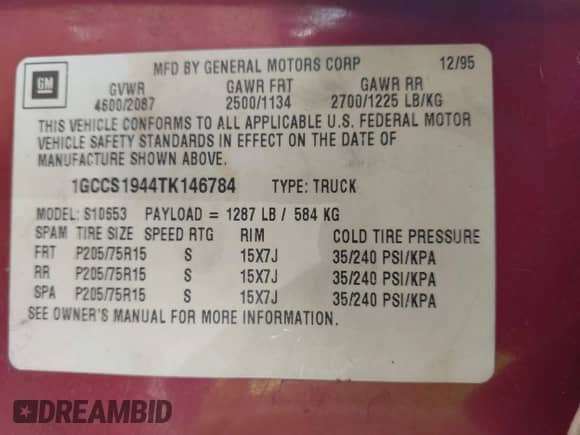 GM
MFD BY GENERAL MOTORS CORP 12/95
GVWR GAWR FRT GAWR RR
4600/2087 2500/1134 2700/1225 LB/KG
THIS VEHICLE CONFORMS TO ALL APPLICABLE U.S. FEDERAL MOTOR
VEHICLE SAFETY STANDARDS IN EFFECT ON THE DATE OF
MANUFACTURE SHOWN ABOVE.
1GCCS1944TK146784 TYPE: TRUCK
MODEL: S10653 PAYLOAD = 1287 LB / 584 KG
SPAM TIRE SIZE SPEED RTG RIM COLD TIRE PRESSURE
FRT P205/75R15 S 15X7J 35/240 PSI/KPA
RR P205/75R15 S 15X7J 35/240 PSI/KPA
SPA P205/75R15 S 15X7J 35/240 PSI/KPA
SEE OWNER'S MANUAL FOR MORE INFORMATION.
DREAMBID